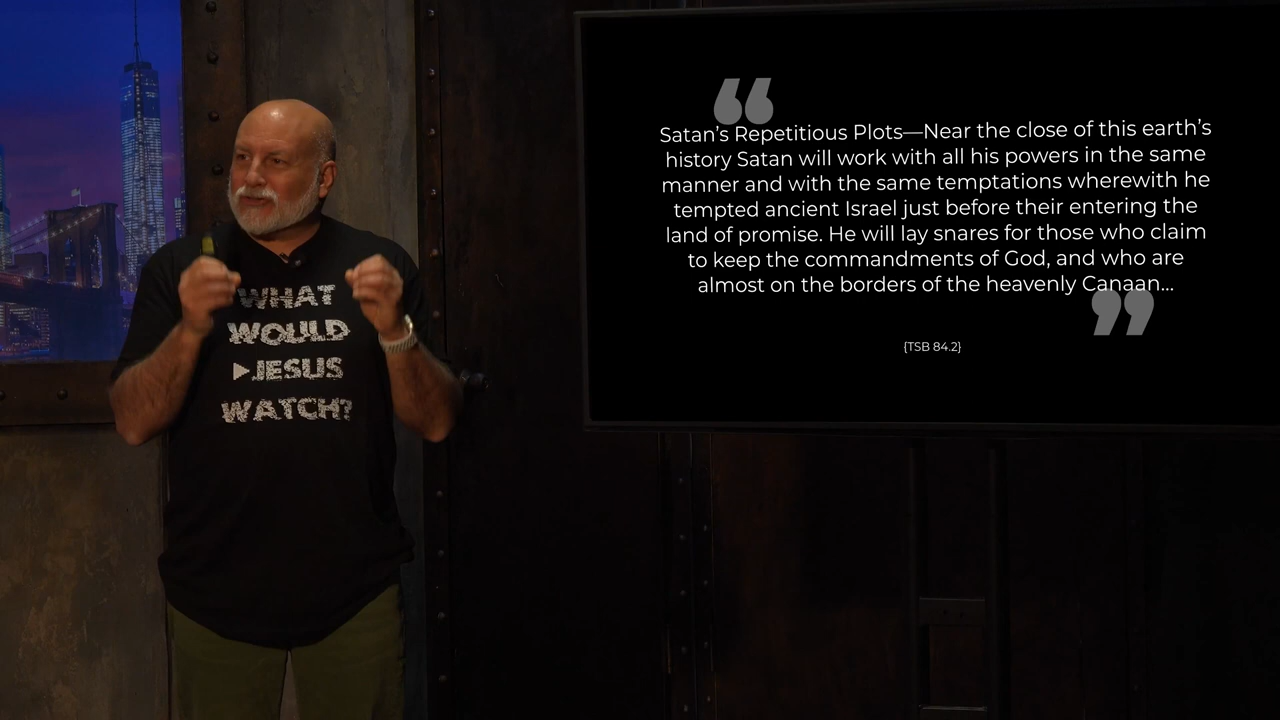 WHAT
WOULD
JESUS
WATCH?
Satan's Repetitious Plots—Near the close of this earth's
history Satan will work with all his powers in the same
manner and with the same temptations wherewith he
tempted ancient Israel just before their entering the
land of promise. He will lay snares for those who claim
to keep the commandments of God, and who are
almost on the borders of the heavenly Canaan...
{TSB 84.2}